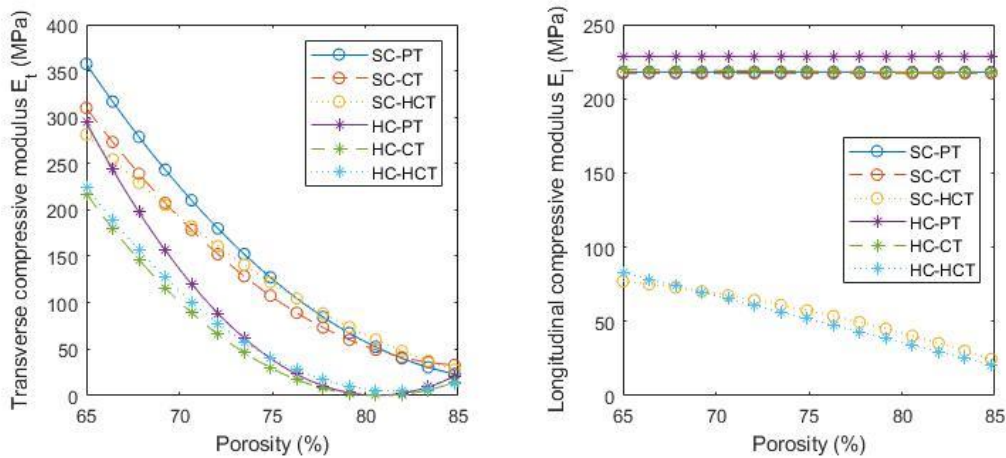 Transverse compressive modulus E_t (MPa)
400
350
300
250
200
150
100
50
0
65
70
75
80
85
Porosity (%)
SC-PT
SC-CT
SC-HCT
HC-PT
HC-CT
HC-HCT
Longitudinal compressive modulus E_l (MPa)
250
200
150
100
50
0
65
70
75
80
85
Porosity (%)
SC-PT
SC-CT
SC-HCT
HC-PT
HC-CT
HC-HCT